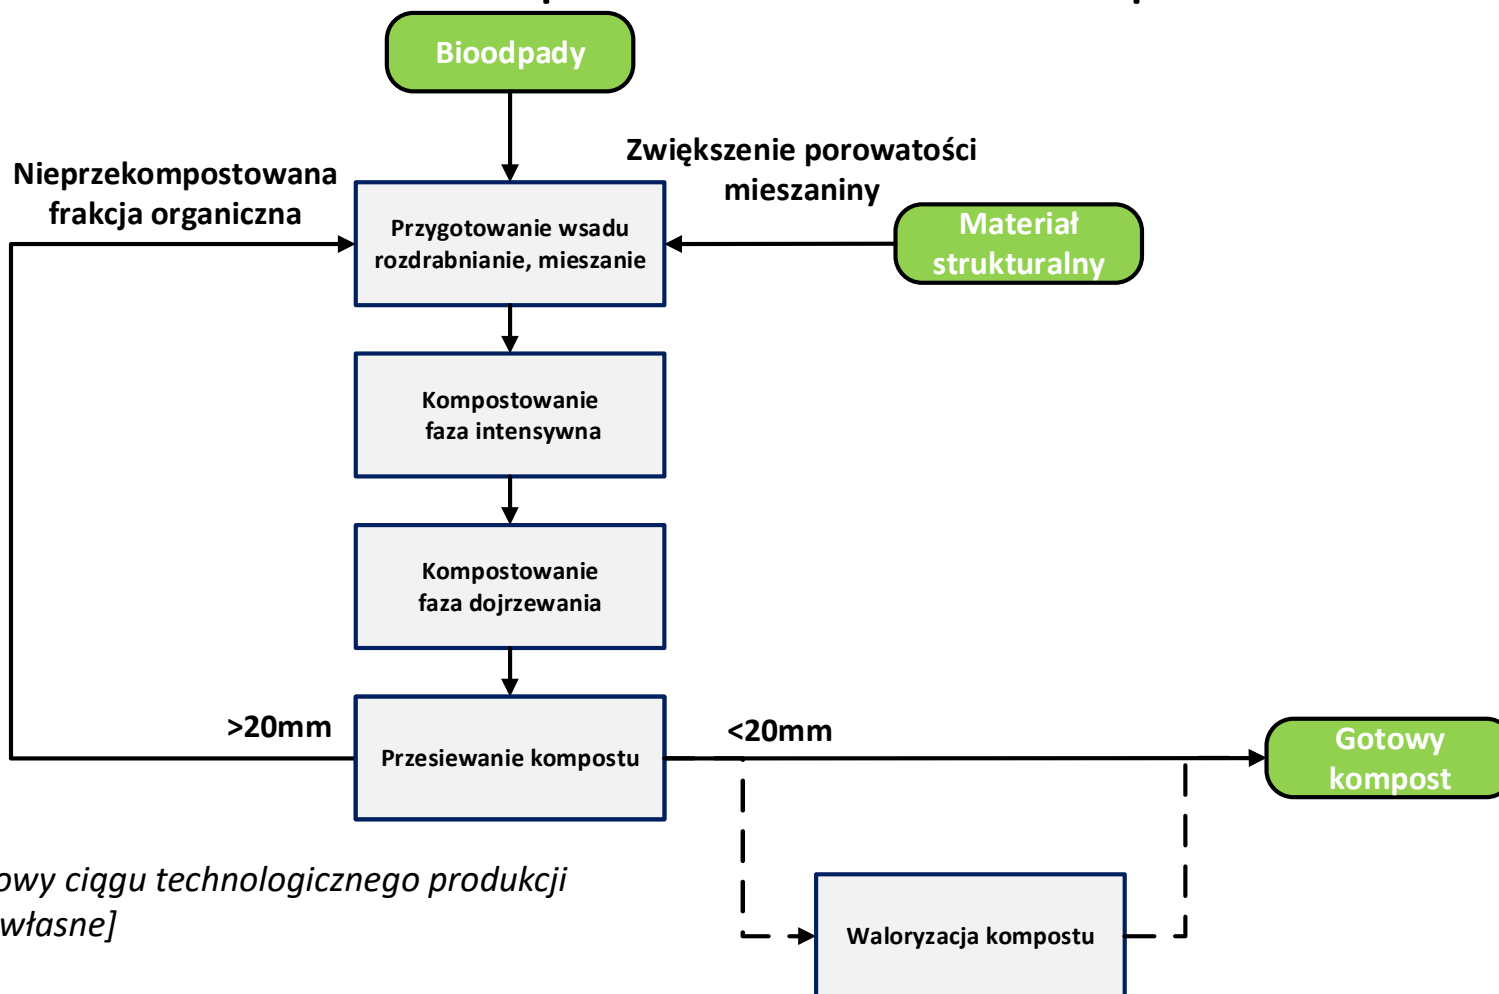 Bioodpady
Zwiększenie porowatości
mieszaniny
Nieprzekompostowana
frakcja organiczna
Przygotowanie wsadu
rozdrabnianie, mieszanie
Materiał
strukturalny
Kompostowanie
faza intensywna
Kompostowanie
faza dojrzewania
>20mm
Przesiewanie kompostu
<20mm
Gotowy
kompost
owy ciągu technologicznego produkcji
własne]
Waloryzacja kompostu